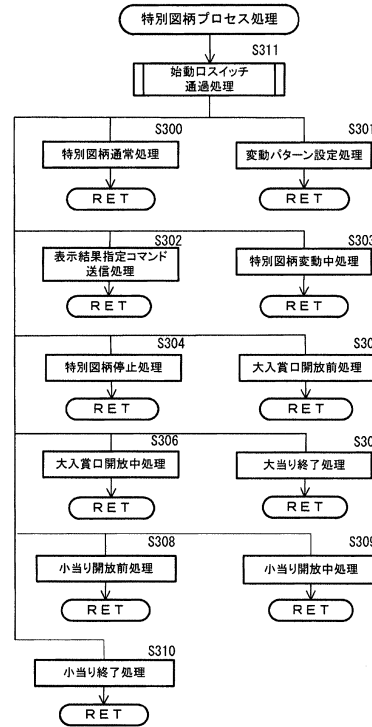 特別図柄プロセス処理
S311
始動口スイッチ
通過処理
S300
S301
特別図柄通常処理
変動パターン設定処理
RET
RET
S302
S303
表示結果指定コマンド
送信処理
特別図柄変動中処理
RET
RET
S304
S30
特別図柄停止処理
大入賞口開放前処理
RET
RET
S306
S30
大入賞口開放中処理
大当り終了処理
RET
RET
S308
S309
小当り開放前処理
小当り開放中処理
RET
RET
S310
小当り終了処理
RET